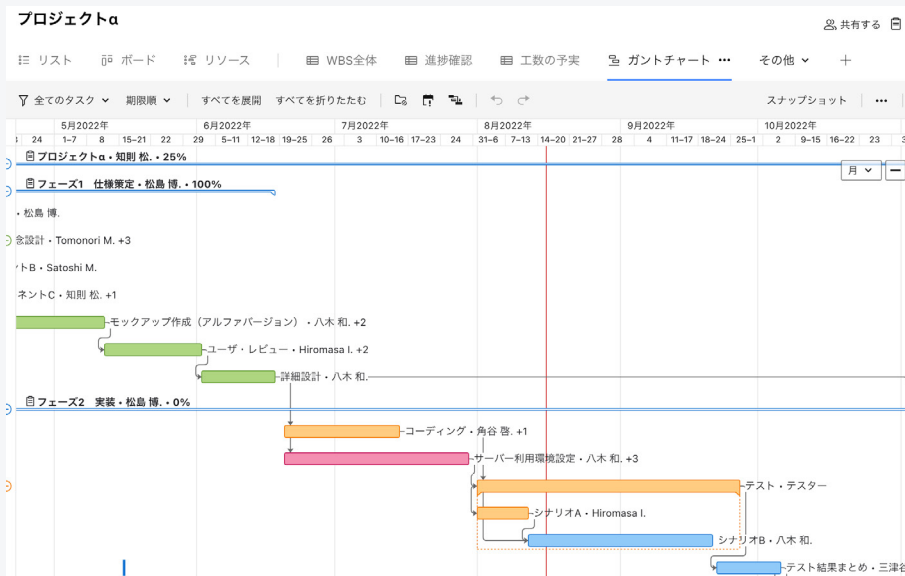 プロジェクトα
共有する
リスト ボード リソース WBS全体 進捗確認 工数の予実 ガントチャート ••• その他 +
全てのタスク 期限順 すべてを展開 すべてを折りたたむ スナップショット •••
5月2022年 6月2022年 7月2022年 8月2022年 9月2022年 10月2022年
24 1–7 8 15–21 22 29 5–11 12–18 19–25 26 3 10–16 17–23 24 31–6 7–13 14–20 21–27 28 4 11–17 18–24 25–1 2 9–15 16–22 23
プロジェクトα • 知則 松. • 25%
月
フェーズ1 仕様策定 • 松島 博. • 100%
• 松島 博.
念設計 • Tomonori M. +3
トB • Satoshi M.
ネントC • 知則 松. +1
モックアップ作成(アルファバージョン) • 八木 和. +2
ユーザ・レビュー • Hiromasa I. +2
詳細設計 • 八木 和.
フェーズ2 実装 • 松島 博. • 0%
コーディング • 角谷 啓. +1
サーバー利用環境設定 • 八木 和. +3
テスト • テスター
シナリオA • Hiromasa I.
シナリオB • 八木 和.
テスト結果まとめ • 三津谷